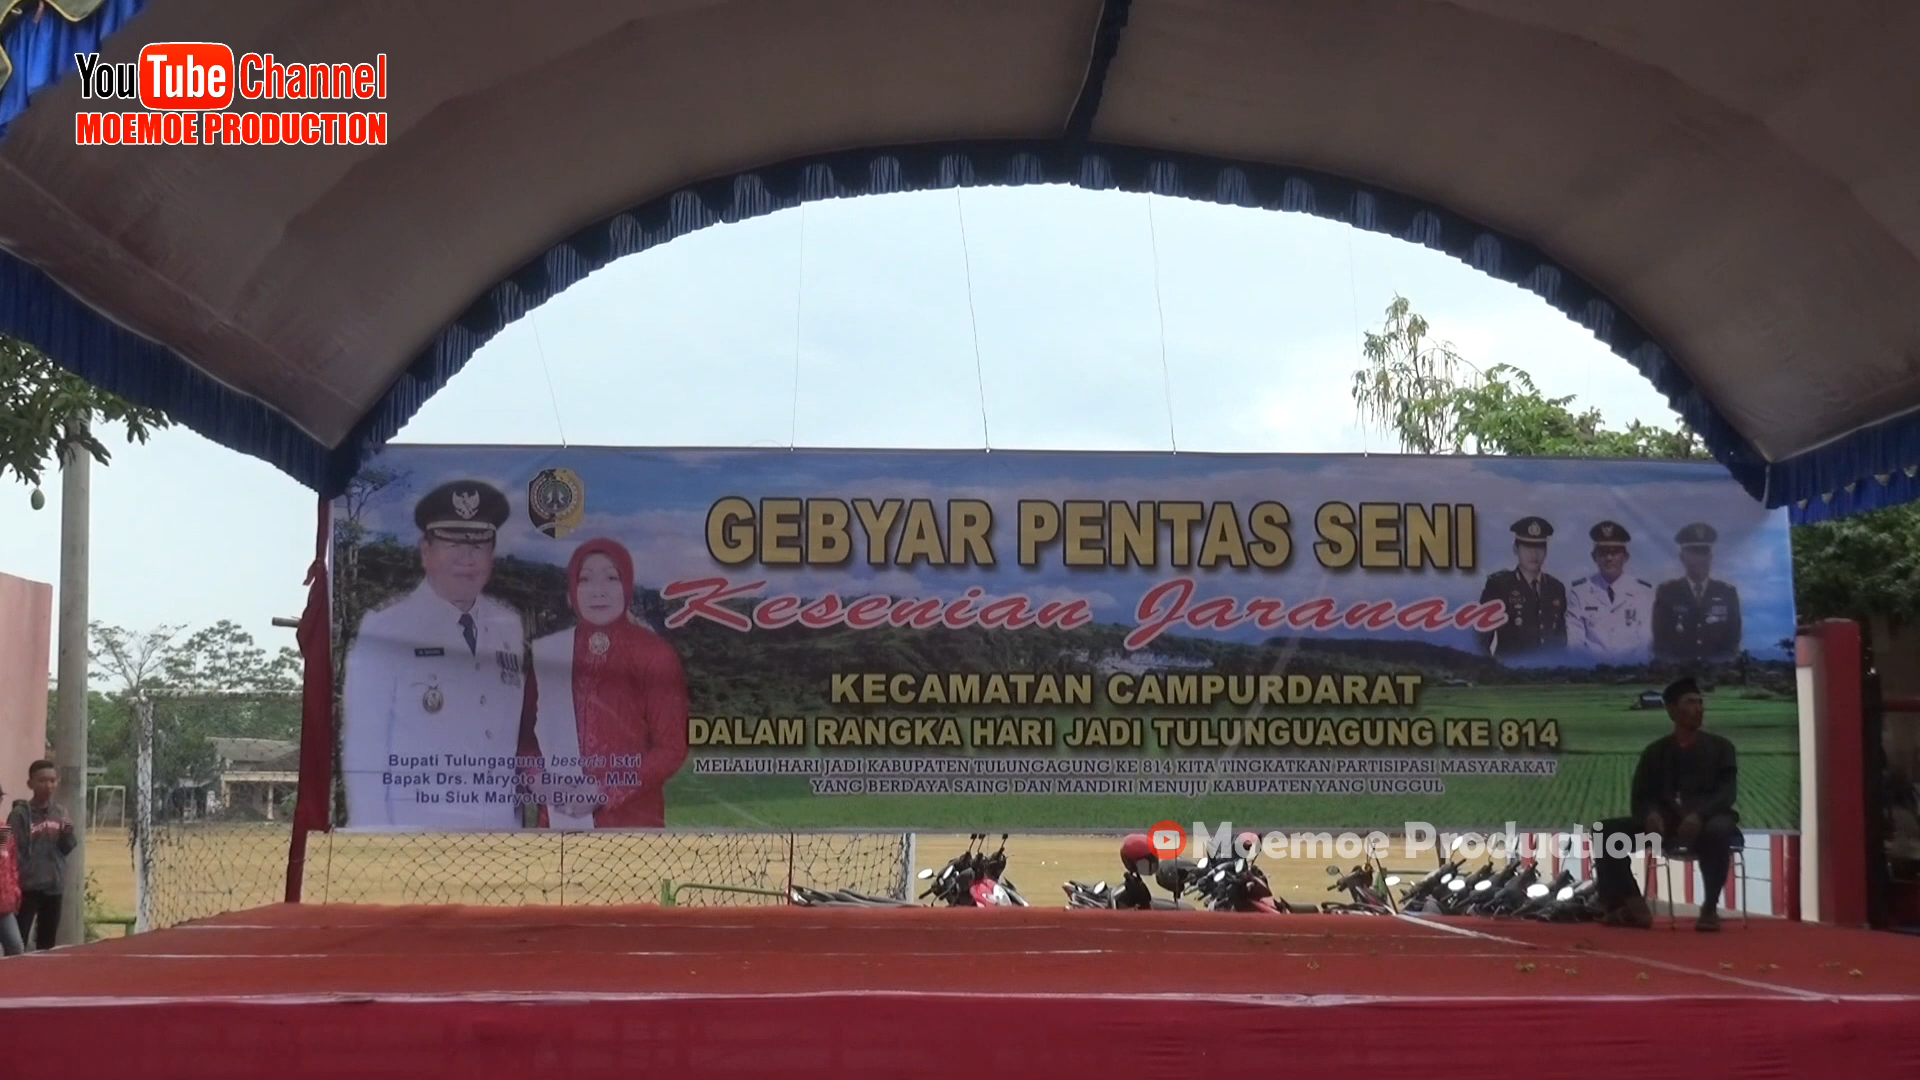 YouTube Channel
MOEMOE PRODUCTION
GEBYAR PENTAS SENI
Kesenian Jaranan
KECAMATAN CAMPURDARAT
DALAM RANGKA HARI JADI TULUNGUAGUNG KE 814
MELALUI HARI JADI KABUPATEN TULUNGAGUNG KE 814 KITA TINGKATKAN PARTISIPASI MASYARAKAT
YANG BERDAYA SAING DAN MANDIRI MENUJU KABUPATEN YANG UNGGUL
Bupati Tulungagung beserta Istri
Bapak Drs. Maryoto Birowo, M.M.
Ibu Siuk Maryoto Birowo
Moemoe Production